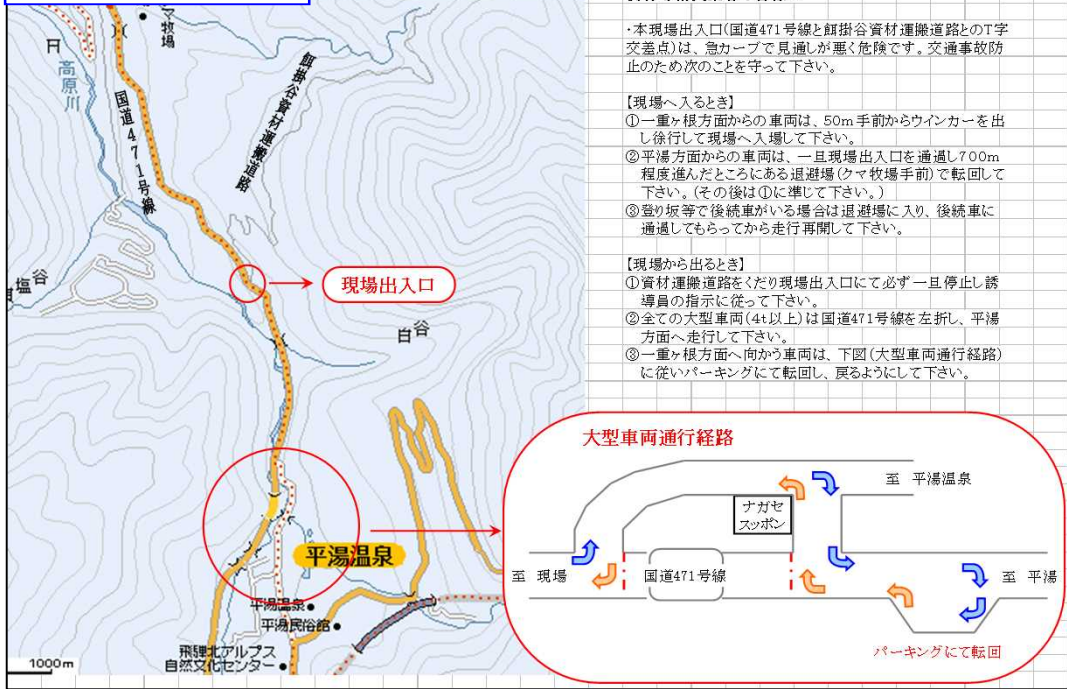 ・本現場出入口(国道471号線と餌掛谷資材運搬道路とのT字
交差点)は、急カーブで見通しが悪く危険です。交通事故防
止のため次のことを守って下さい。
【現場へ入るとき】
①一重ヶ根方面からの車両は、50m手前からウインカーを出
し徐行して現場へ入場して下さい。
②平湯方面からの車両は、一旦現場出入口を通過し700m
程度進んだところにある退避場(クマ牧場手前)で転回して
下さい。(その後は①に準じて下さい。)
③登り坂等で後続車がいる場合は退避場に入り、後続車に
通過してもらってから走行再開して下さい。
【現場から出るとき】
①資材運搬道路をくだり現場出入口にて必ず一旦停止し誘
導員の指示に従って下さい。
②全ての大型車両(4t以上)は国道471号線を左折し、平湯
方面へ走行して下さい。
③一重ヶ根方面へ向かう車両は、下図(大型車両通行経路)
に従いパーキングにて転回し、戻るようにして下さい。
マ
牧場
高原川
国道471号線
餌掛谷資材運搬道路
塩谷
現場出入口
白谷
平湯温泉
平湯温泉
平湯民俗館
飛騨北アルプス
自然文化センター
1000m
大型車両通行経路
至 平湯温泉
ナガセ
スッポン
至 現場
国道471号線
至 平湯
パーキングにて転回